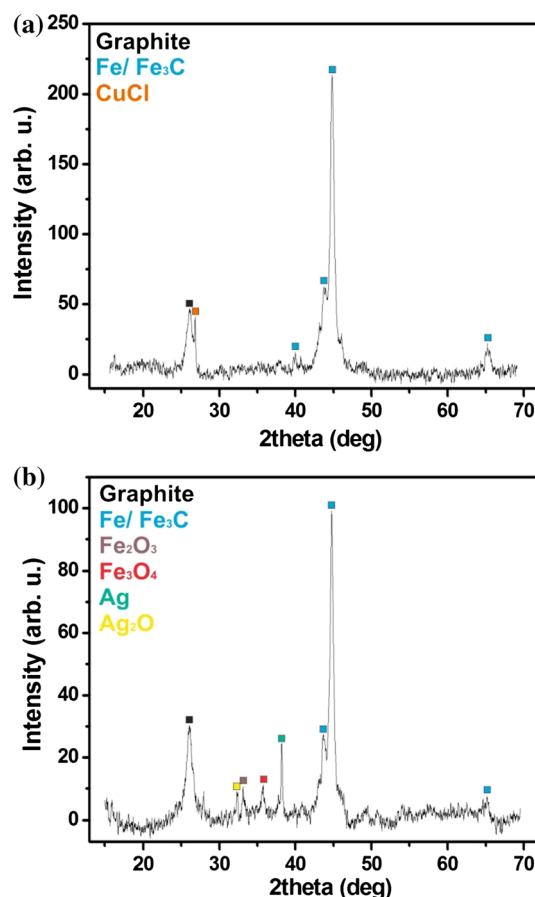 (a)
Graphite
Fe/ Fe₃C
CuCl
250
200
150
100
50
0
Intensity (arb. u.)
20 30 40 50 60 70
2theta (deg)
(b)
Graphite
Fe/ Fe₃C
Fe₂O₃
Fe₃O₄
Ag
Ag₂O
100
80
60
40
20
0
Intensity (arb. u.)
20 30 40 50 60 70
2theta (deg)